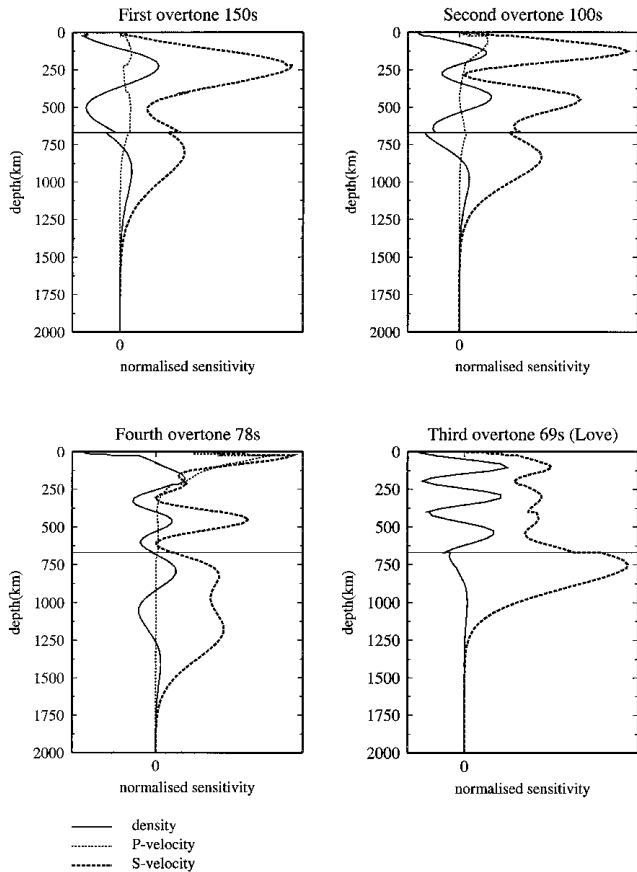 First overtone 150s
0
250
500
750
1000
1250
1500
1750
2000
depth(km)
0
normalised sensitivity
Second overtone 100s
0
250
500
750
1000
1250
1500
1750
2000
depth(km)
0
normalised sensitivity
Fourth overtone 78s
0
250
500
750
1000
1250
1500
1750
2000
depth(km)
0
normalised sensitivity
Third overtone 69s (Love)
0
250
500
750
1000
1250
1500
1750
2000
depth(km)
0
normalised sensitivity
density
P-velocity
S-velocity